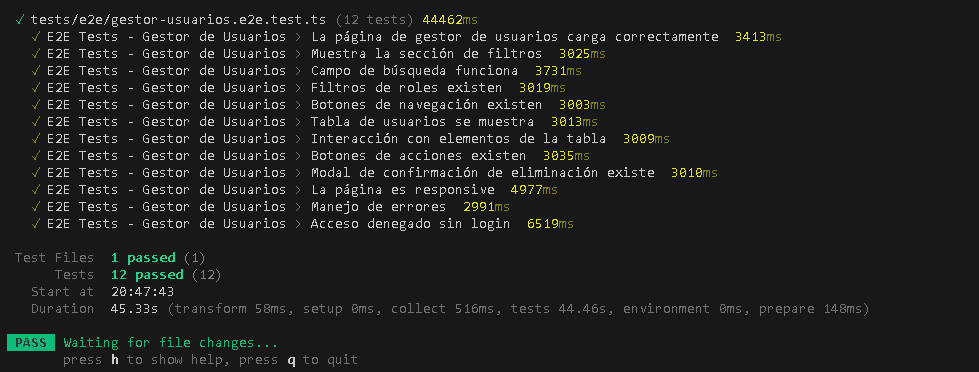 ✓ tests/e2e/gestor-usuarios.e2e.test.ts (12 tests) 44462ms
✓ E2E Tests - Gestor de Usuarios > La página de gestor de usuarios carga correctamente 3413ms
✓ E2E Tests - Gestor de Usuarios > Muestra la sección de filtros 3025ms
✓ E2E Tests - Gestor de Usuarios > Campo de búsqueda funciona 3731ms
✓ E2E Tests - Gestor de Usuarios > Filtros de roles existen 3019ms
✓ E2E Tests - Gestor de Usuarios > Botones de navegación existen 3003ms
✓ E2E Tests - Gestor de Usuarios > Tabla de usuarios se muestra 3013ms
✓ E2E Tests - Gestor de Usuarios > Interacción con elementos de la tabla 3009ms
✓ E2E Tests - Gestor de Usuarios > Botones de acciones existen 3035ms
✓ E2E Tests - Gestor de Usuarios > Modal de confirmación de eliminación existe 3010ms
✓ E2E Tests - Gestor de Usuarios > La página es responsive 4977ms
✓ E2E Tests - Gestor de Usuarios > Manejo de errores 2991ms
✓ E2E Tests - Gestor de Usuarios > Acceso denegado sin login 6519ms
Test Files 1 passed (1)
Tests 12 passed (12)
Start at 20:47:43
Duration 45.33s (transform 58ms, setup 0ms, collect 516ms, tests 44.46s, environment 0ms, prepare 148ms)
PASS Waiting for file changes...
press h to show help, press q to quit